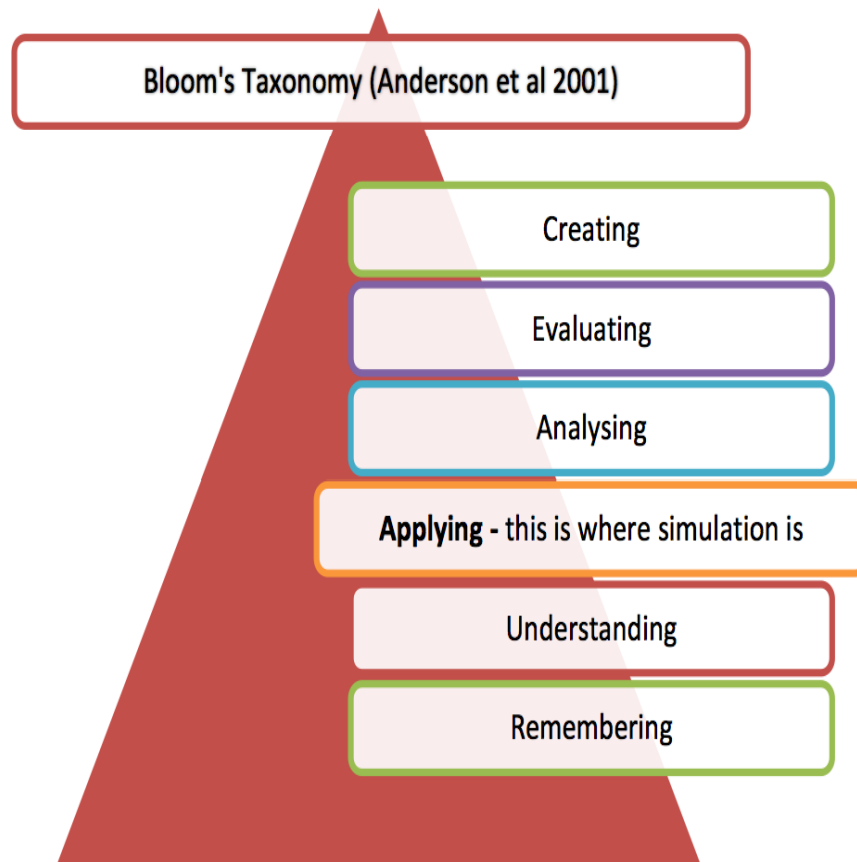 Bloom's Taxonomy (Anderson et al 2001)
Creating
Evaluating
Analysing
Applying - this is where simulation is
Understanding
Remembering